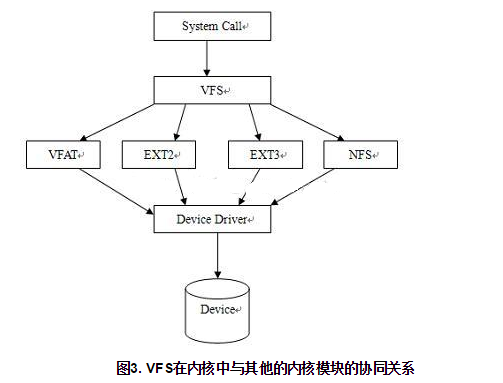 System Call
VFS
VFAT
EXT2
EXT3
NFS
Device Driver
Device
图3. VFS在内核中与其他的内核模块的协同关系